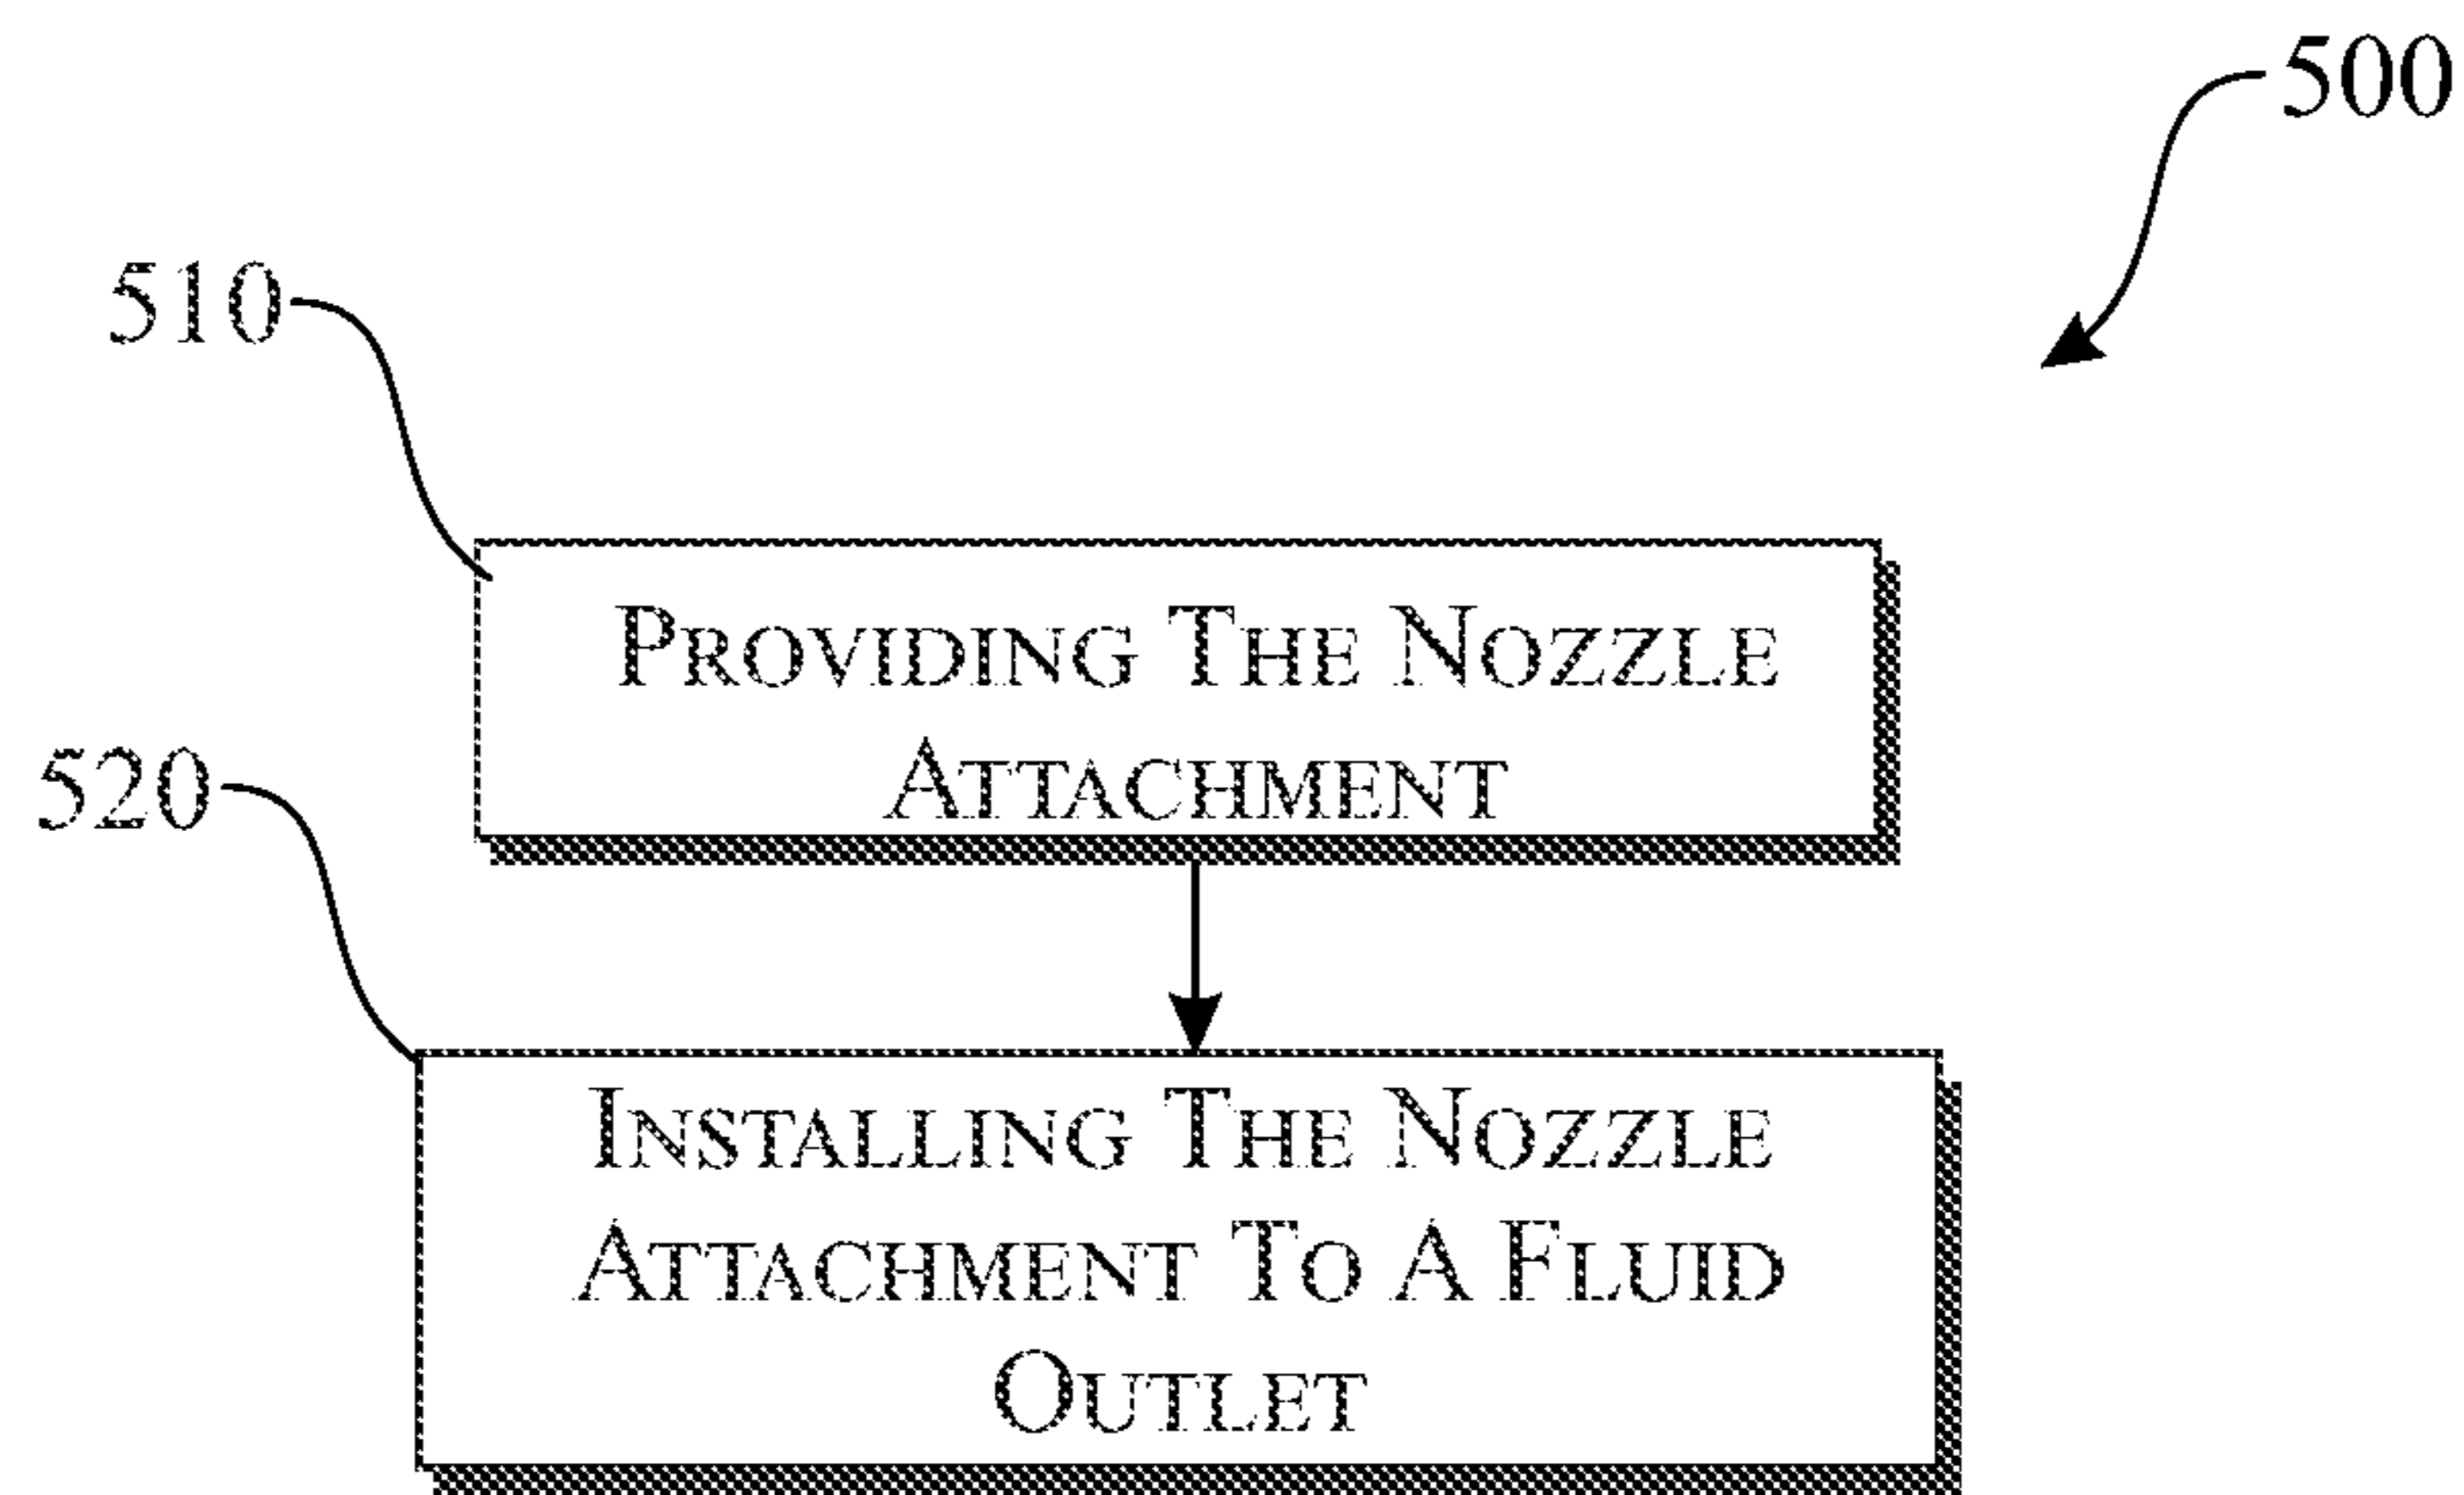 500
510
PROVIDING THE NOZZLE
ATTACHMENT
520
INSTALLING THE NOZZLE
ATTACHMENT TO A FLUID
OUTLET